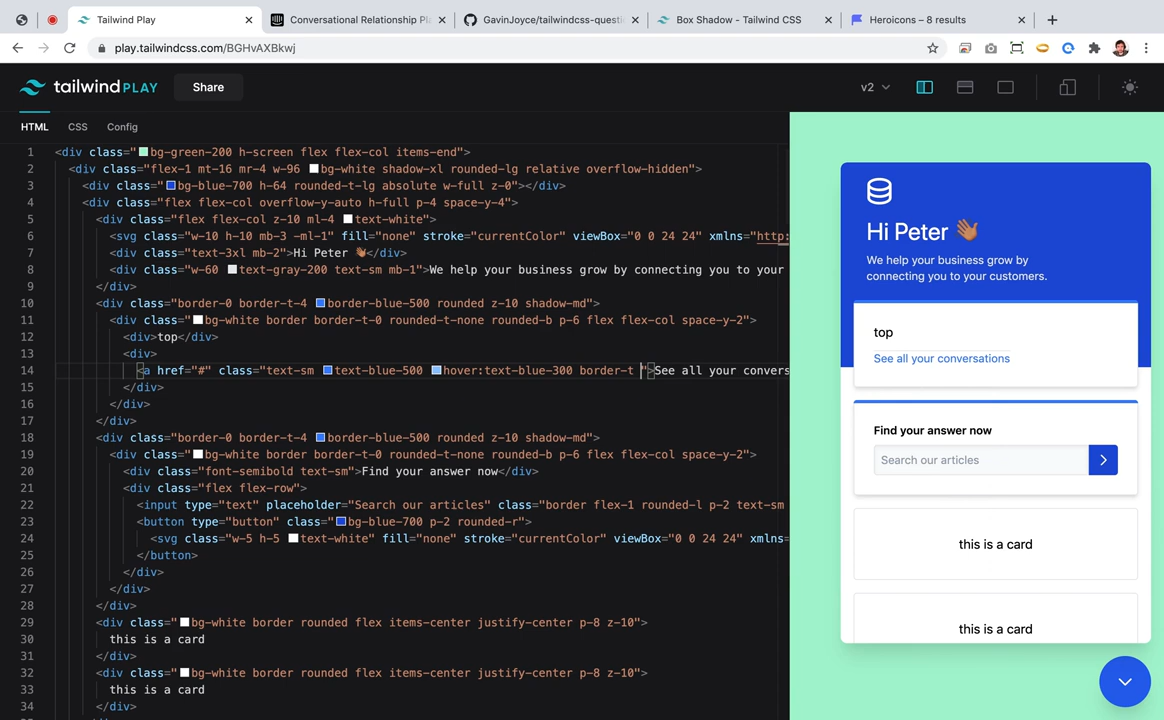 Tailwind Play
Conversational Relationship Pl
GavinJoyce/tailwindcss-questi
Box Shadow - Tailwind CSS
Heroicons – 8 results
play.tailwindcss.com/BGHvAXBkwj
tailwind PLAY
Share
v2
HTML CSS Config
1 <div class="bg-green-200 h-screen flex flex-col items-end">
2 <div class="flex-1 mt-16 mr-4 w-96 bg-white shadow-xl rounded-lg relative overflow-hidden">
3 <div class="bg-blue-700 h-64 rounded-t-lg absolute w-full z-0"></div>
4 <div class="flex flex-col overflow-y-auto h-full p-4 space-y-4">
5 <div class="flex flex-col z-10 ml-4 text-white">
6 <svg class="w-10 h-10 mb-3 -ml-1" fill="none" stroke="currentColor" viewBox="0 0 24 24" xmlns="http:
7 <div class="text-3xl mb-2">Hi Peter 👋🏽</div>
8 <div class="w-60 text-gray-200 text-sm mb-1">We help your business grow by connecting you to your
9 </div>
10 <div class="border-0 border-t-4 border-blue-500 rounded z-10 shadow-md">
11 <div class="bg-white border border-t-0 rounded-t-none rounded-b p-6 flex flex-col space-y-2">
12 <div>top</div>
13 <div>
14 <a href="#" class="text-sm text-blue-500 hover:text-blue-300 border-t ">See all your convers
15 </div>
16 </div>
17 </div>
18 <div class="border-0 border-t-4 border-blue-500 rounded z-10 shadow-md">
19 <div class="bg-white border border-t-0 rounded-t-none rounded-b p-6 flex flex-col space-y-2">
20 <div class="font-semibold text-sm">Find your answer now</div>
21 <div class="flex flex-row">
22 <input type="text" placeholder="Search our articles" class="border flex-1 rounded-l p-2 text-sm
23 <button type="button" class="bg-blue-700 p-2 rounded-r">
24 <svg class="w-5 h-5 text-white" fill="none" stroke="currentColor" viewBox="0 0 24 24" xmlns=
25 </button>
26 </div>
27 </div>
28 </div>
29 <div class="bg-white border rounded flex items-center justify-center p-8 z-10">
30 this is a card
31 </div>
32 <div class="bg-white border rounded flex items-center justify-center p-8 z-10">
33 this is a card
34 </div>
Hi Peter 👋🏽
We help your business grow by
connecting you to your customers.
top
See all your conversations
Find your answer now
Search our articles
this is a card
this is a card